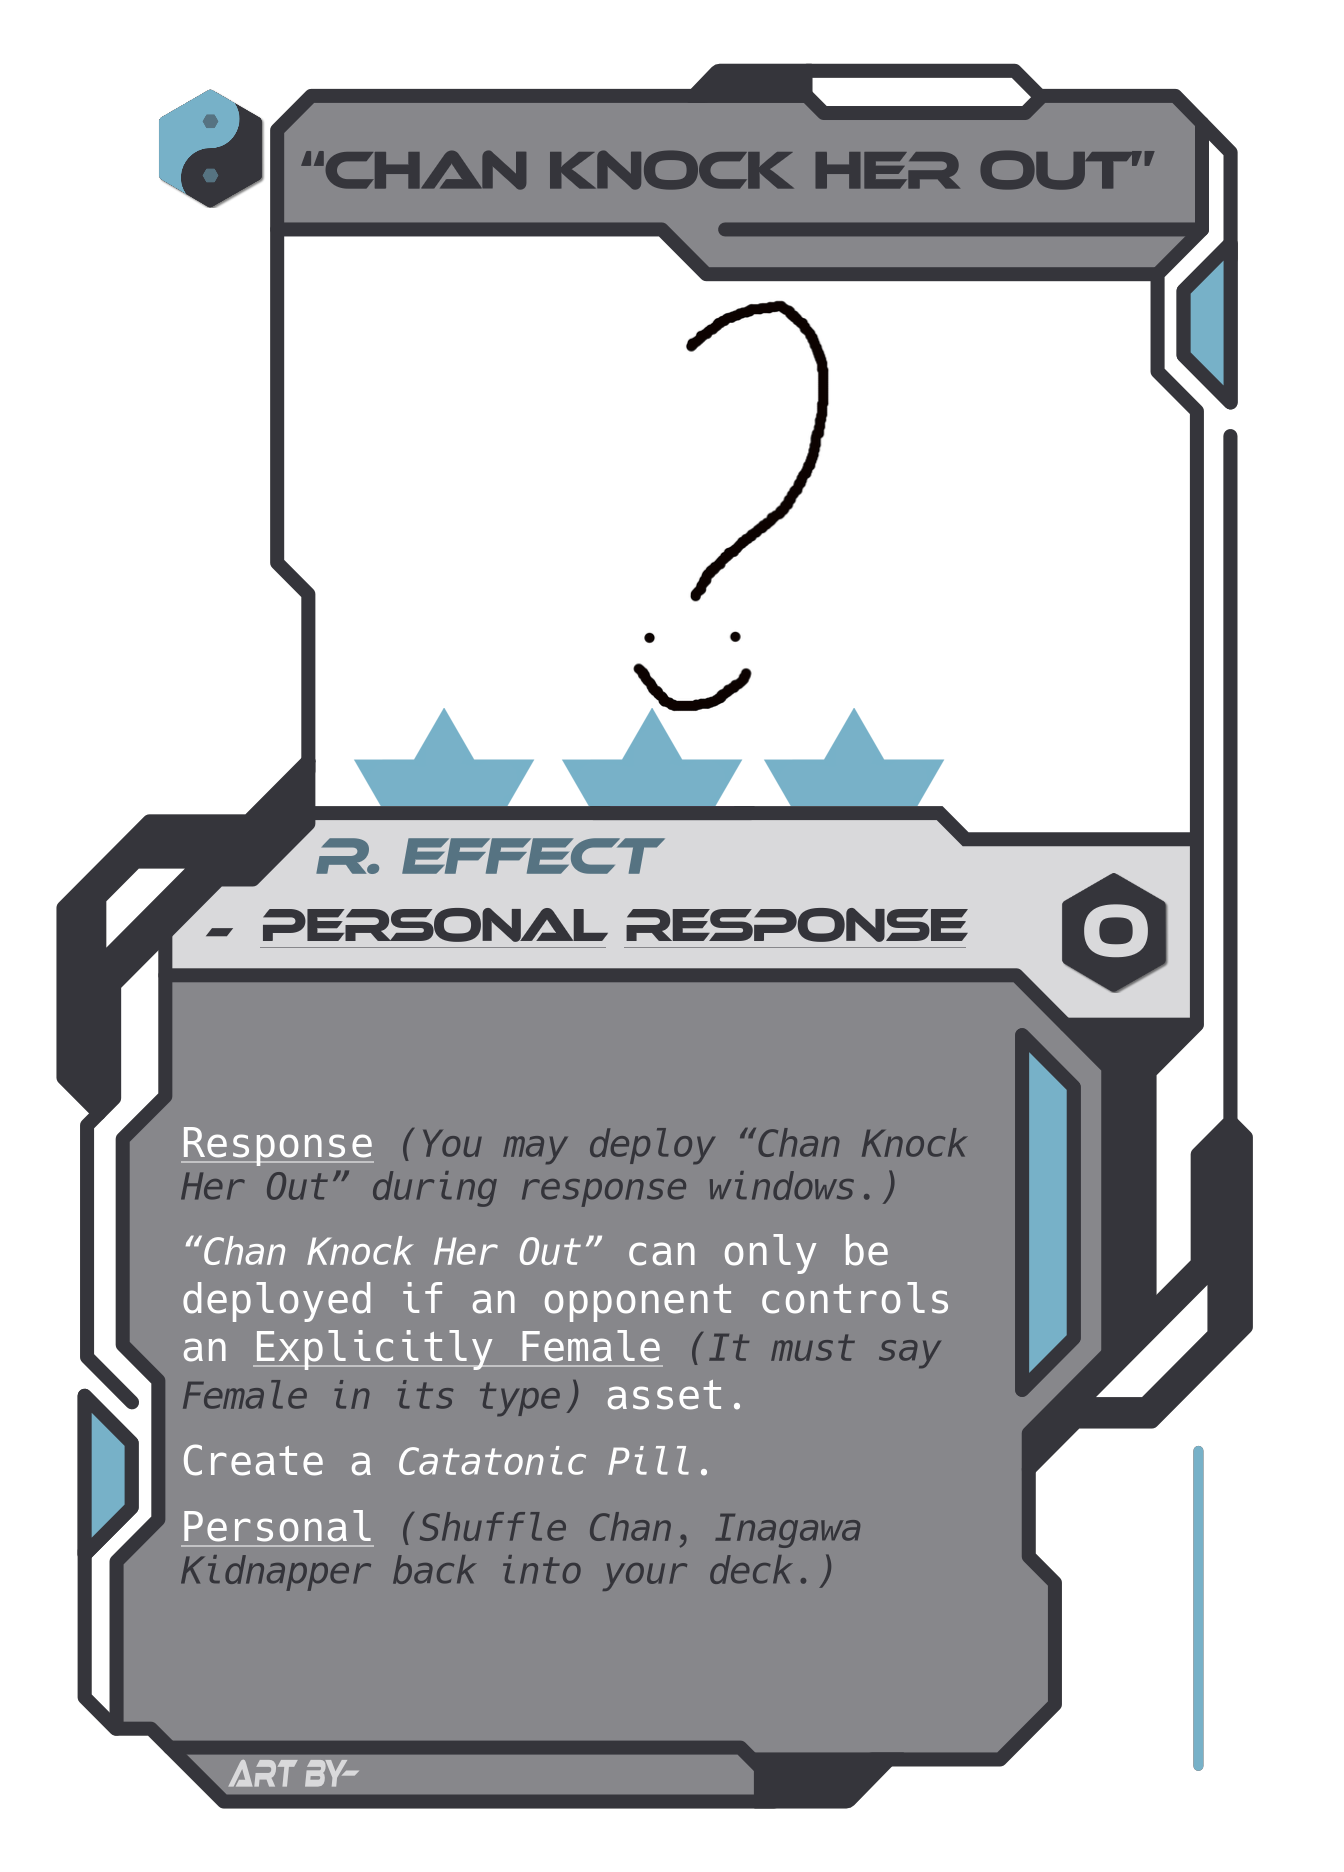 “CHAN KNOCK HER OUT”
R. EFFECT
- PERSONAL RESPONSE
0
Response (You may deploy “Chan Knock
Her Out” during response windows.)
“Chan Knock Her Out” can only be
deployed if an opponent controls
an Explicitly Female (It must say
Female in its type) asset.
Create a Catatonic Pill.
Personal (Shuffle Chan, Inagawa
Kidnapper back into your deck.)
ART BY-